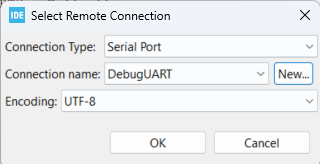 IDE Select Remote Connection
Connection Type: Serial Port
Connection name: DebugUART New...
Encoding: UTF-8
OK Cancel